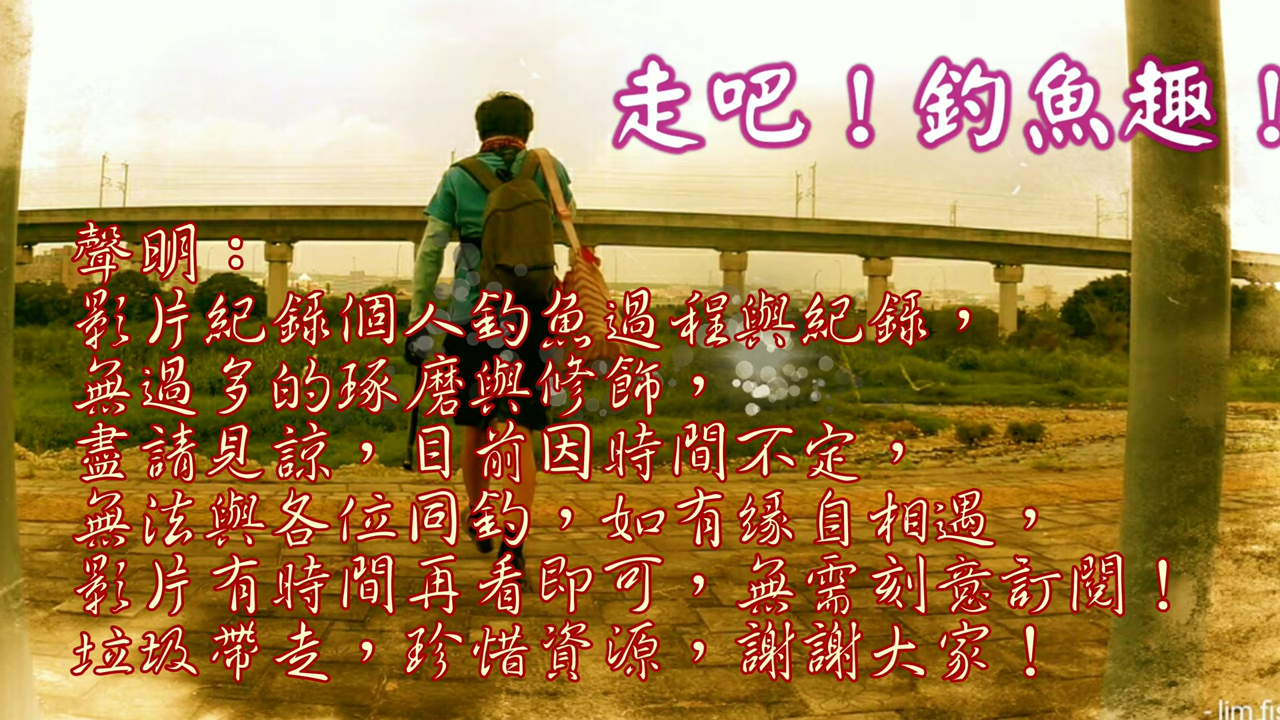 走吧！釣魚趣！
聲明：
影片紀錄個人釣魚過程與紀錄，
無過多的琢磨與修飾，
盡請見諒，目前因時間不定，
無法與各位同釣，如有緣自相遇，
影片有時間再看即可，無需刻意訂閱！
垃圾帶走，珍惜資源，謝謝大家！
- lim fis